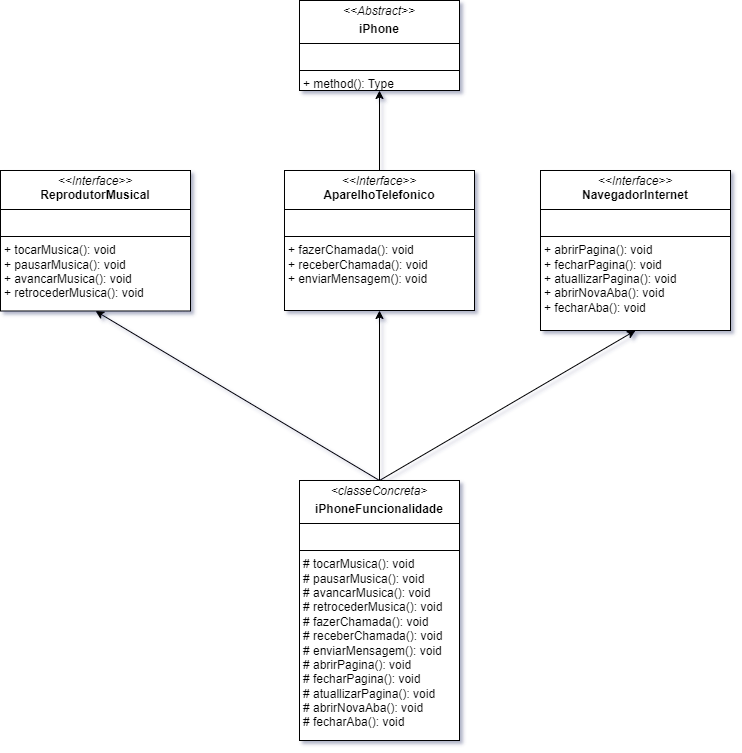 <<Abstract>>
iPhone
+ method(): Type
<<Interface>>
ReprodutorMusical
+ tocarMusica(): void
+ pausarMusica(): void
+ avancarMusica(): void
+ retrocederMusica(): void
<<Interface>>
AparelhoTelefonico
+ fazerChamada(): void
+ receberChamada(): void
+ enviarMensagem(): void
<<Interface>>
NavegadorInternet
+ abrirPagina(): void
+ fecharPagina(): void
+ atuallizarPagina(): void
+ abrirNovaAba(): void
+ fecharAba(): void
<classeConcreta>
iPhoneFuncionalidade
# tocarMusica(): void
# pausarMusica(): void
# avancarMusica(): void
# retrocederMusica(): void
# fazerChamada(): void
# receberChamada(): void
# enviarMensagem(): void
# abrirPagina(): void
# fecharPagina(): void
# atuallizarPagina(): void
# abrirNovaAba(): void
# fecharAba(): void